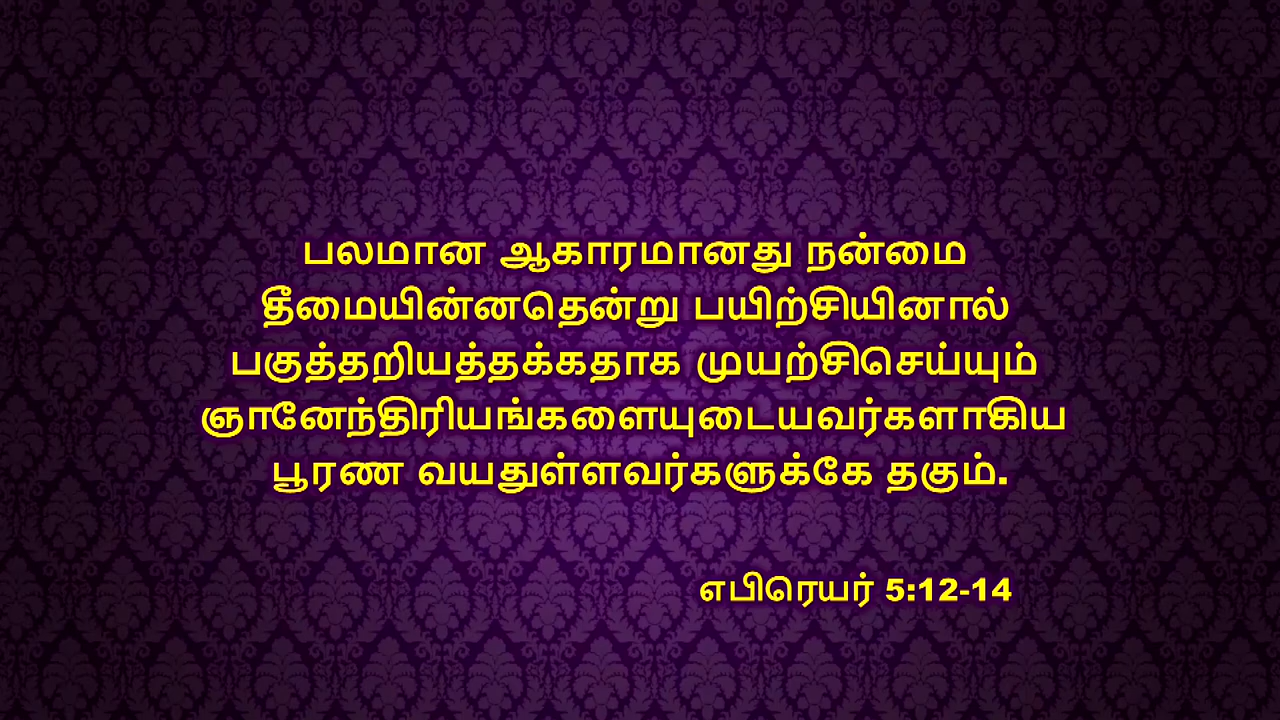 பலமான ஆகாரமானது நன்மை
தீமையின்னதென்று பயிற்சியினால்
பகுத்தறியத்தக்கதாக முயற்சிசெய்யும்
ஞானேந்திரியங்களையுடையவர்களாகிய
பூரண வயதுள்ளவர்களுக்கே தகும்.
எபிரெயர் 5:12-14